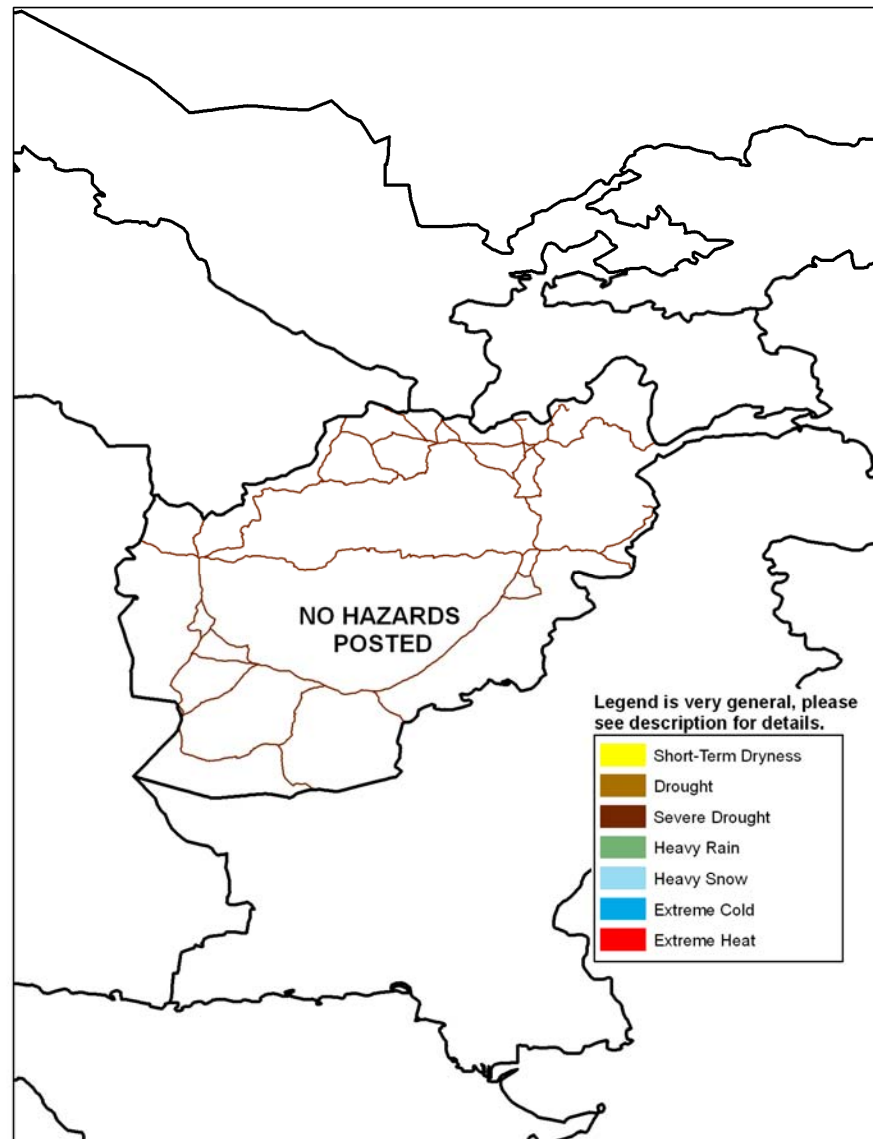 NO HAZARDS
POSTED
Legend is very general, please
see description for details.
Short-Term Dryness
Drought
Severe Drought
Heavy Rain
Heavy Snow
Extreme Cold
Extreme Heat